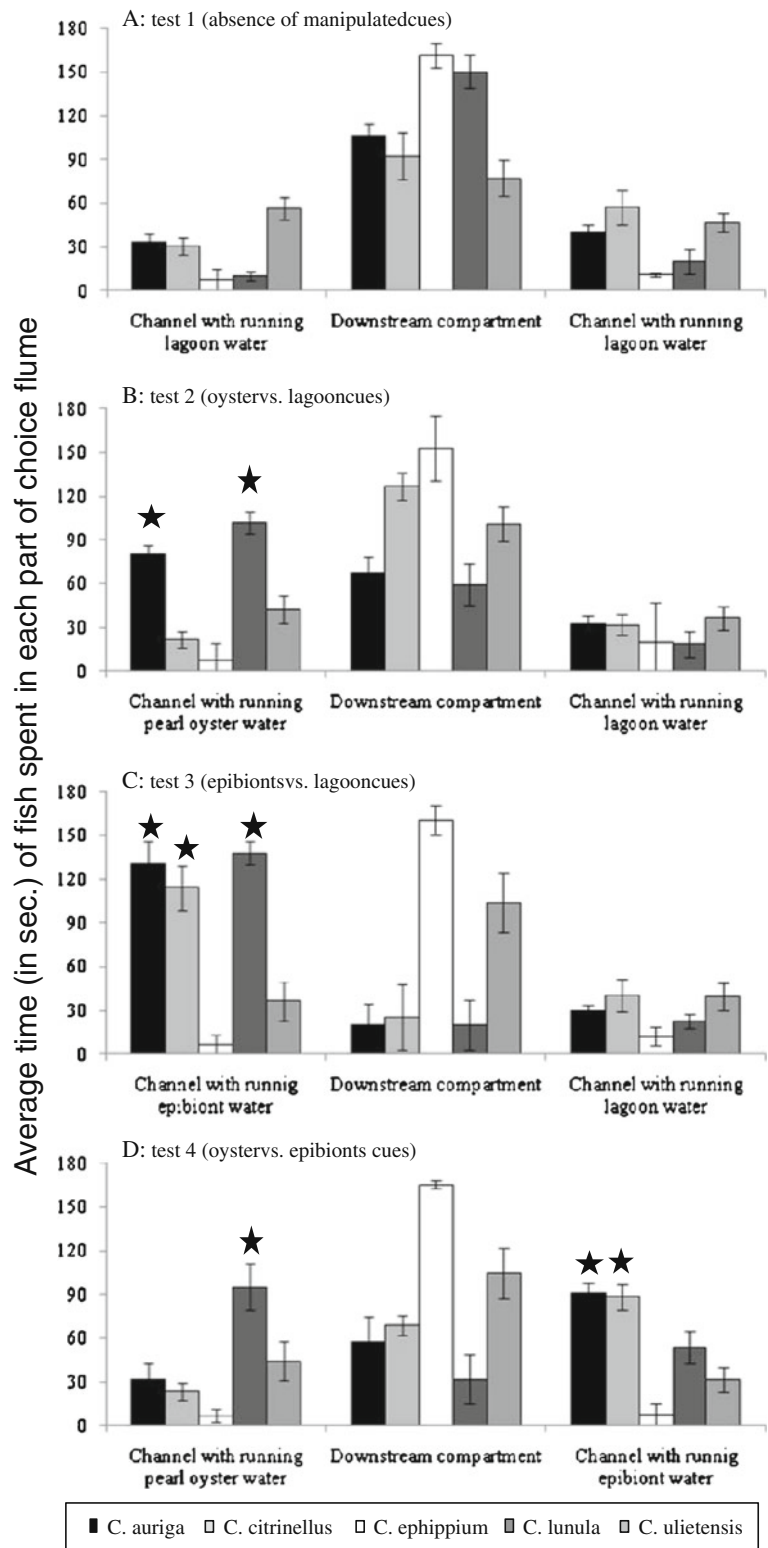 Average time (in sec.) of fish spent in each part of choice flume
A: test 1 (absence of manipulatedcues)
180
150
120
90
60
30
0
Channel with running
lagoon water
Downstream compartment
Channel with running
lagoon water
B: test 2 (oystervs. lagooncues)
180
150
120
90
60
30
0
Channel with running
pearl oyster water
Downstream compartment
Channel with running
lagoon water
C: test 3 (epibiontsvs. lagooncues)
180
150
120
90
60
30
0
Channel with runnig
epibiont water
Downstream compartment
Channel with running
lagoon water
D: test 4 (oystervs. epibionts cues)
180
150
120
90
60
30
0
Channel with running
pearl oyster water
Downstream compartment
Channel with runnig
epibiont water
C. auriga C. citrinellus C. ephippium C. lunula C. ulietensis